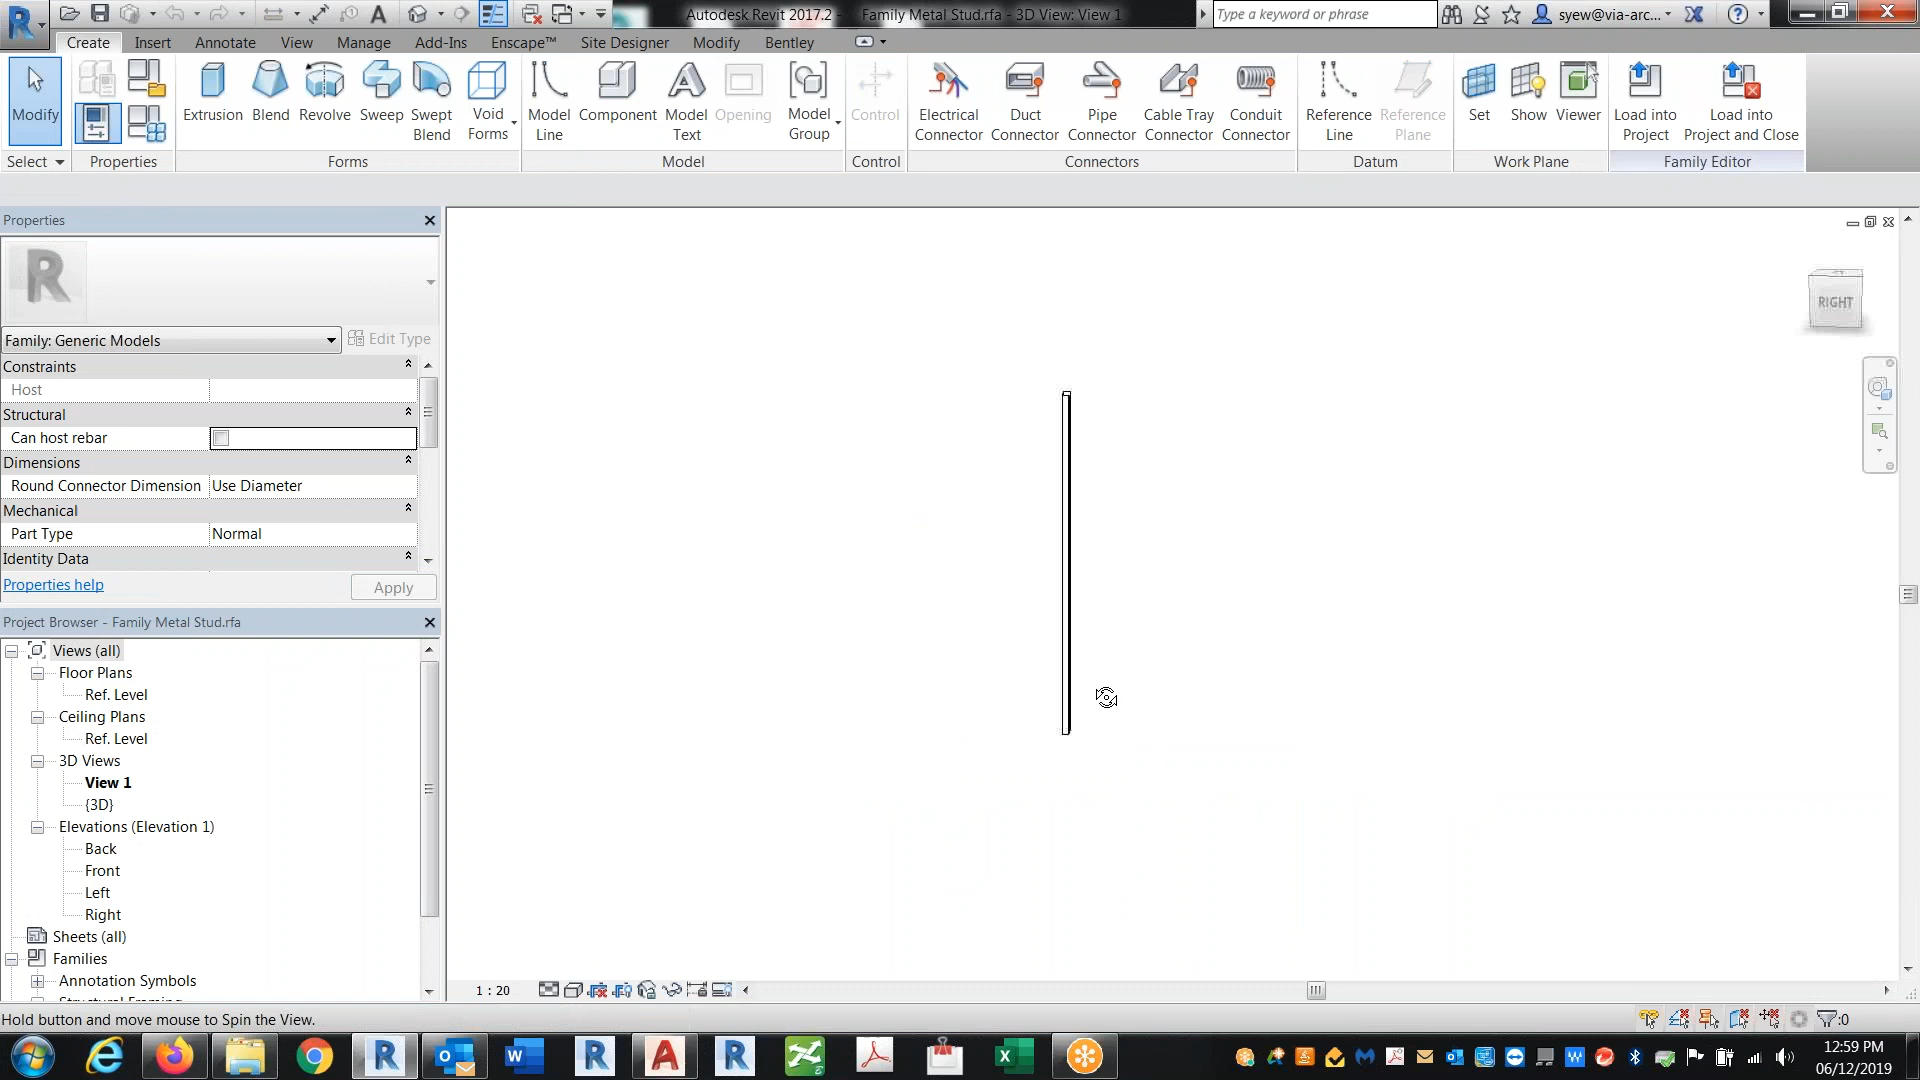 Autodesk Revit 2017.2 - Family Metal Stud.rfa - 3D View: View 1
Type a keyword or phrase
syew@via-arc...
Create Insert Annotate View Manage Add-Ins Enscape™ Site Designer Modify Bentley
Modify
Extrusion Blend Revolve Sweep Swept Blend Void Forms
Model Line Component Model Text Opening Model Group
Control
Electrical Connector Duct Connector Pipe Connector Cable Tray Connector Conduit Connector
Reference Line Reference Plane
Set Show Viewer
Load into Project Load into Project and Close
Select Properties Forms Model Control Connectors Datum Work Plane Family Editor
Properties
Family: Generic Models Edit Type
Constraints
Host
Structural
Can host rebar
Dimensions
Round Connector Dimension Use Diameter
Mechanical
Part Type Normal
Identity Data
Properties help Apply
Project Browser - Family Metal Stud.rfa
Views (all)
Floor Plans
Ref. Level
Ceiling Plans
Ref. Level
3D Views
View 1
{3D}
Elevations (Elevation 1)
Back
Front
Left
Right
Sheets (all)
Families
Annotation Symbols
RIGHT
1 : 20
Hold button and move mouse to Spin the View.
:0
12:59 PM
06/12/2019